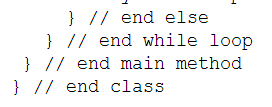 } // end else
} // end while loop
} // end main method
} // end class